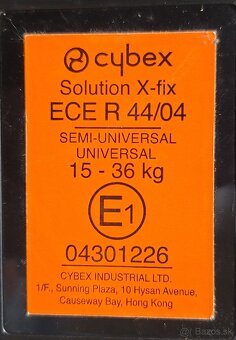 cybex
Solution X-fix
ECE R 44/04
SEMI-UNIVERSAL
UNIVERSAL
15 - 36 kg
E1
04301226
CYBEX INDUSTRIAL LTD.
1/F., Sunning Plaza, 10 Hysan Avenue,
Causeway Bay, Hong Kong
Bazos.sk